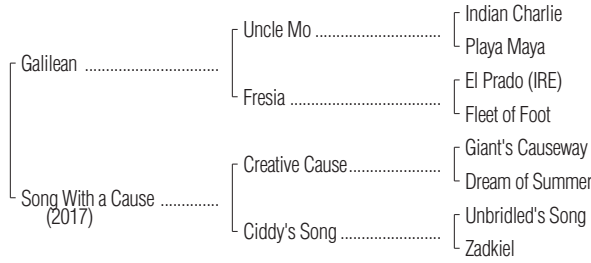 Indian Charlie
Uncle Mo
Playa Maya
Galilean
El Prado (IRE)
Fresia
Fleet of Foot
Giant's Causeway
Creative Cause
Dream of Summer
Song With a Cause
(2017)
Unbridled's Song
Ciddy's Song
Zadkiel